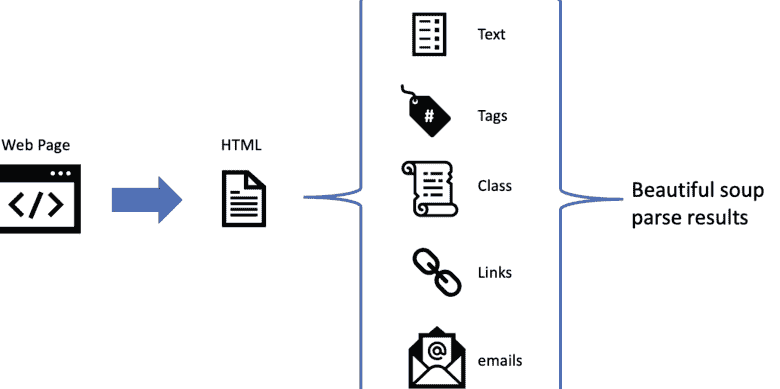 Web Page
HTML
Text
#
Tags
Class
Links
@
emails
Beautiful soup
parse results